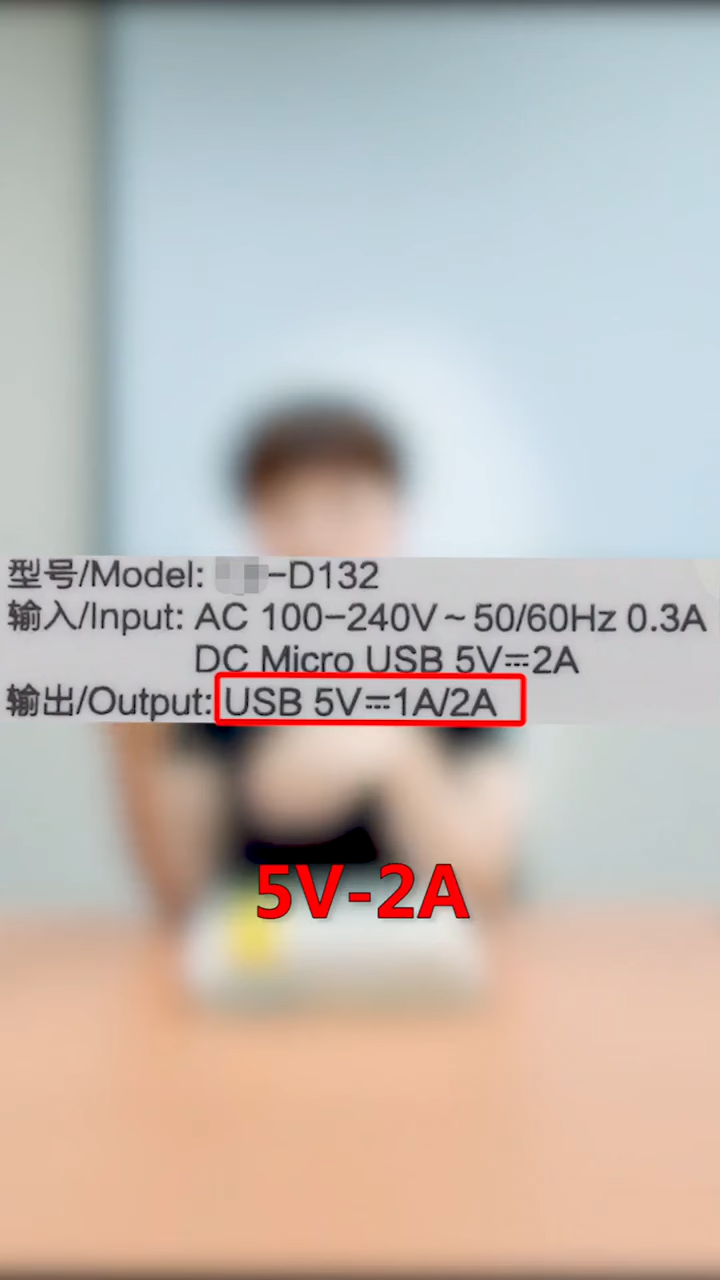 型号/Model: -D132
输入/Input: AC 100-240V~50/60Hz 0.3A
DC Micro USB 5V⎓2A
输出/Output: USB 5V⎓1A/2A
5V-2A